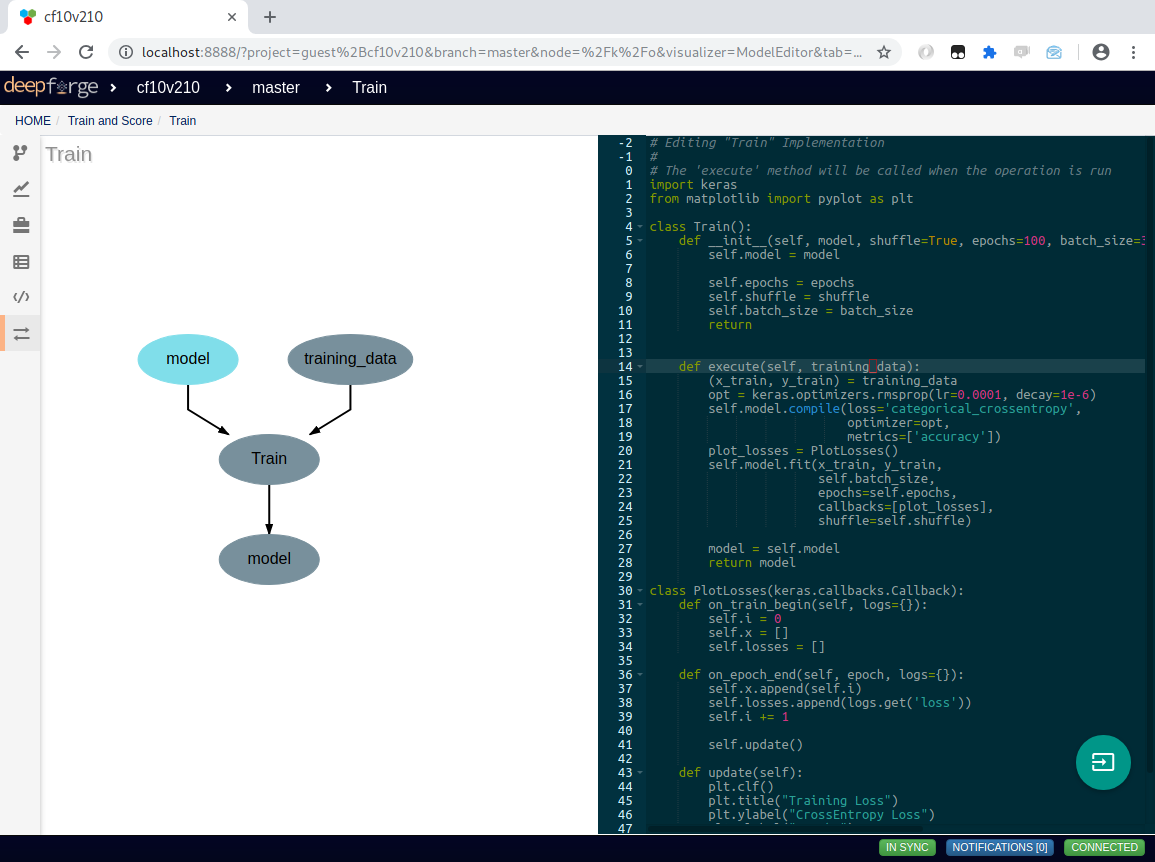 cf10v210
localhost:8888/?project=guest%2Bcf10v210&branch=master&node=%2Fk%2Fo&visualizer=ModelEditor&tab=...
deepforge › cf10v210 › master › Train
HOME / Train and Score / Train
Train
model
training_data
Train
model
-2 # Editing "Train" Implementation
-1 #
0 # The 'execute' method will be called when the operation is run
1 import keras
2 from matplotlib import pyplot as plt
3
4 class Train():
5 def __init__(self, model, shuffle=True, epochs=100, batch_size=
6 self.model = model
7
8 self.epochs = epochs
9 self.shuffle = shuffle
10 self.batch_size = batch_size
11 return
12
13
14 def execute(self, training_data):
15 (x_train, y_train) = training_data
16 opt = keras.optimizers.rmsprop(lr=0.0001, decay=1e-6)
17 self.model.compile(loss='categorical_crossentropy',
18 optimizer=opt,
19 metrics=['accuracy'])
20 plot_losses = PlotLosses()
21 self.model.fit(x_train, y_train,
22 self.batch_size,
23 epochs=self.epochs,
24 callbacks=[plot_losses],
25 shuffle=self.shuffle)
26
27 model = self.model
28 return model
29
30 class PlotLosses(keras.callbacks.Callback):
31 def on_train_begin(self, logs={}):
32 self.i = 0
33 self.x = []
34 self.losses = []
35
36 def on_epoch_end(self, epoch, logs={}):
37 self.x.append(self.i)
38 self.losses.append(logs.get('loss'))
39 self.i += 1
40
41 self.update()
42
43 def update(self):
44 plt.clf()
45 plt.title("Training Loss")
46 plt.ylabel("CrossEntropy Loss")
47
IN SYNC
NOTIFICATIONS [0]
CONNECTED